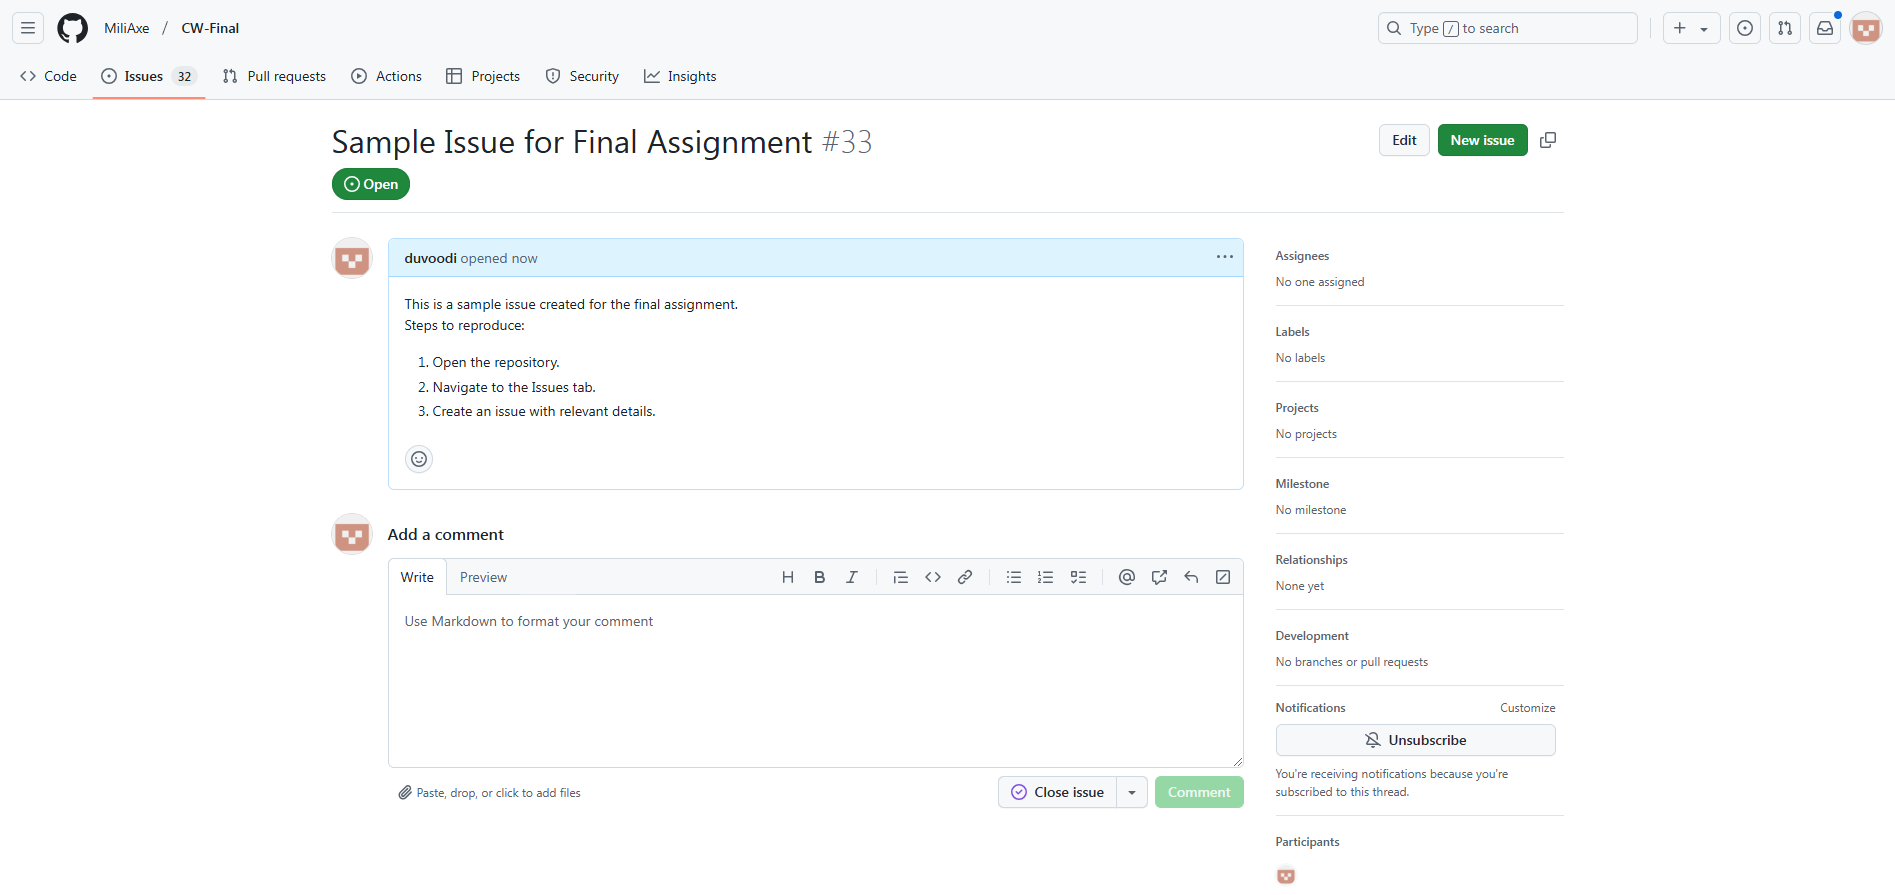 MiliAxe / CW-Final
Type / to search
Code
Issues 32
Pull requests
Actions
Projects
Security
Insights
Sample Issue for Final Assignment #33
Edit
New issue
Open
duvoodi opened now
This is a sample issue created for the final assignment.
Steps to reproduce:
1. Open the repository.
2. Navigate to the Issues tab.
3. Create an issue with relevant details.
Add a comment
Write
Preview
Use Markdown to format your comment
Paste, drop, or click to add files
Close issue
Comment
Assignees
No one assigned
Labels
No labels
Projects
No projects
Milestone
No milestone
Relationships
None yet
Development
No branches or pull requests
Notifications
Customize
Unsubscribe
You're receiving notifications because you're
subscribed to this thread.
Participants